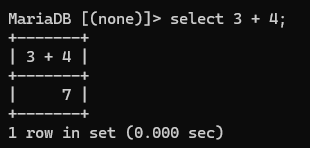 MariaDB [(none)]> select 3 + 4;
+-------+
| 3 + 4 |
+-------+
|     7 |
+-------+
1 row in set (0.000 sec)